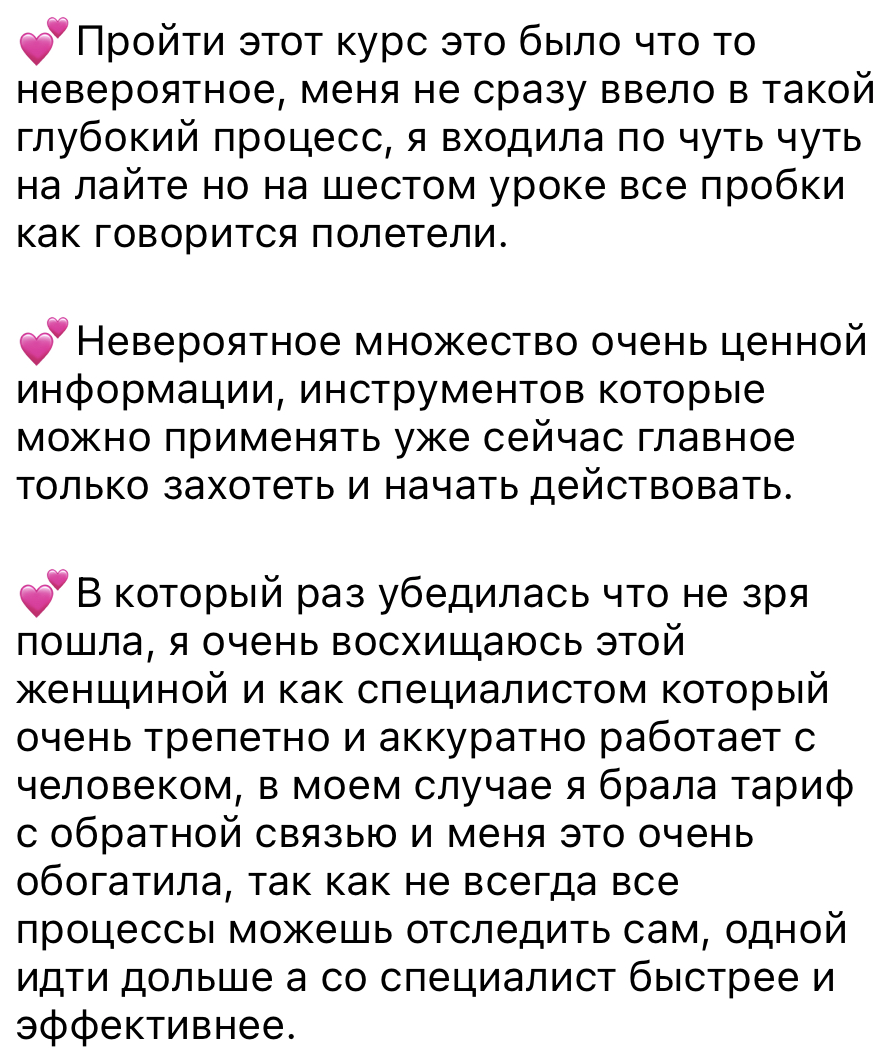 💕Пройти этот курс это было что то
невероятное, меня не сразу ввело в такой
глубокий процесс, я входила по чуть чуть
на лайте но на шестом уроке все пробки
как говорится полетели.
💕Невероятное множество очень ценной
информации, инструментов которые
можно применять уже сейчас главное
только захотеть и начать действовать.
💕В который раз убедилась что не зря
пошла, я очень восхищаюсь этой
женщиной и как специалистом который
очень трепетно и аккуратно работает с
человеком, в моем случае я брала тариф
с обратной связью и меня это очень
обогатила, так как не всегда все
процессы можешь отследить сам, одной
идти дольше а со специалист быстрее и
эффективнее.